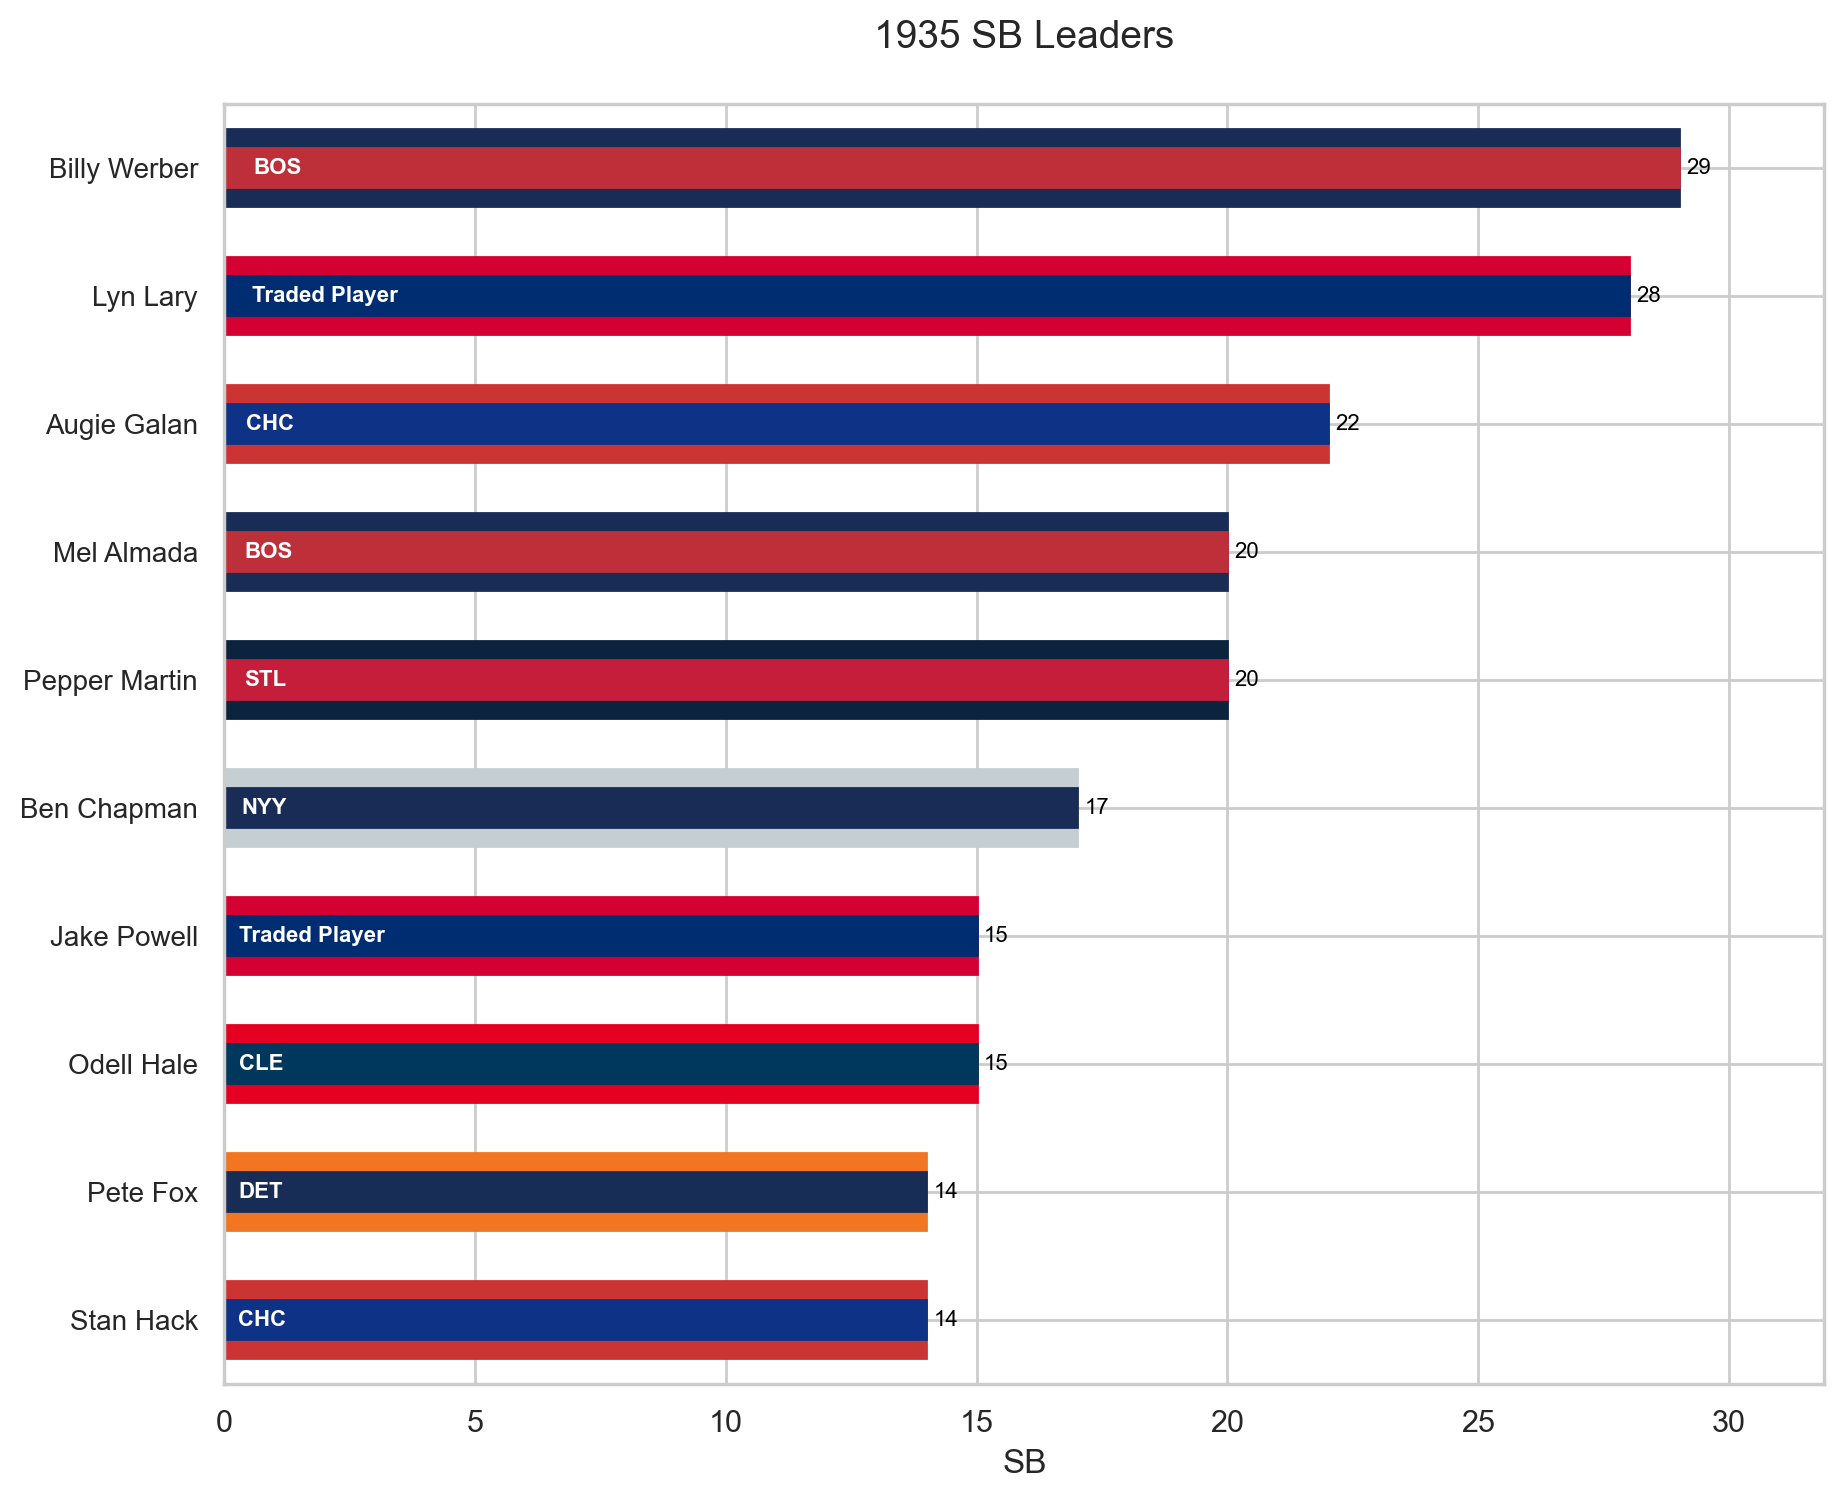 1935 SB Leaders
Billy Werber BOS 29
Lyn Lary Traded Player 28
Augie Galan CHC 22
Mel Almada BOS 20
Pepper Martin STL 20
Ben Chapman NYY 17
Jake Powell Traded Player 15
Odell Hale CLE 15
Pete Fox DET 14
Stan Hack CHC 14
0 5 10 15 20 25 30
SB